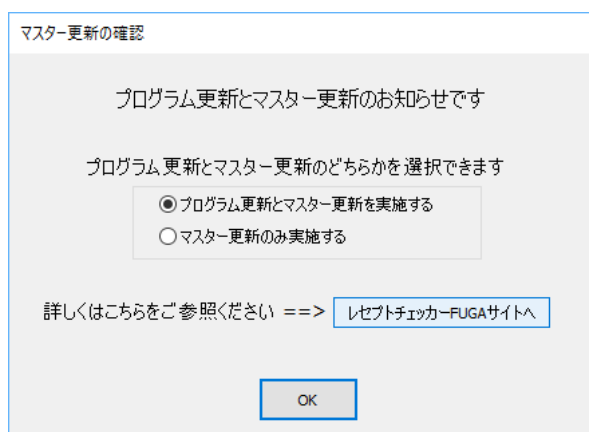 マスター更新の確認
プログラム更新とマスター更新のお知らせです
プログラム更新とマスター更新のどちらかを選択できます
プログラム更新とマスター更新を実施する
マスター更新のみ実施する
詳しくはこちらをご参照ください ==> レセプトチェッカーFUGAサイトへ
OK